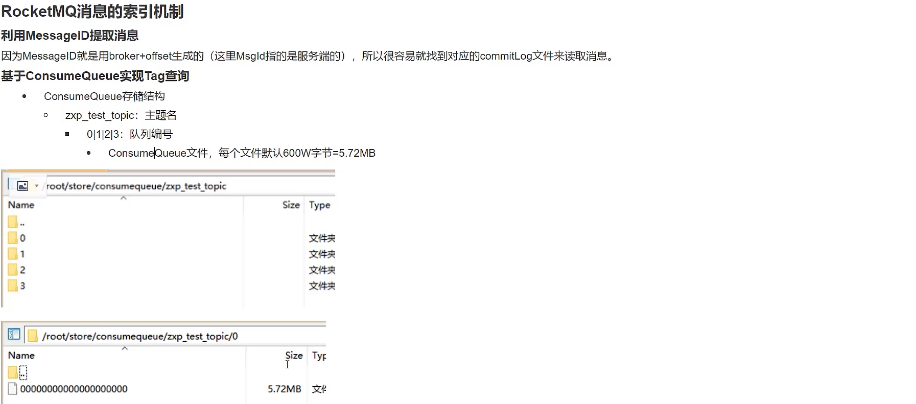 RocketMQ消息的索引机制
利用MessageID提取消息
因为MessageID就是用broker+offset生成的（这里MsgId指的是服务端的），所以很容易就找到对应的commitLog文件来读取消息。
基于ConsumeQueue实现Tag查询
ConsumeQueue存储结构
zxp_test_topic：主题名
0|1|2|3：队列编号
ConsumeQueue文件，每个文件默认600W字节=5.72MB
/root/store/consumequeue/zxp_test_topic
Name Size Type
..
0 文件夹
1 文件夹
2 文件夹
3 文件夹
/root/store/consumequeue/zxp_test_topic/0
Name Size Typ
..
00000000000000000000 5.72MB 文件